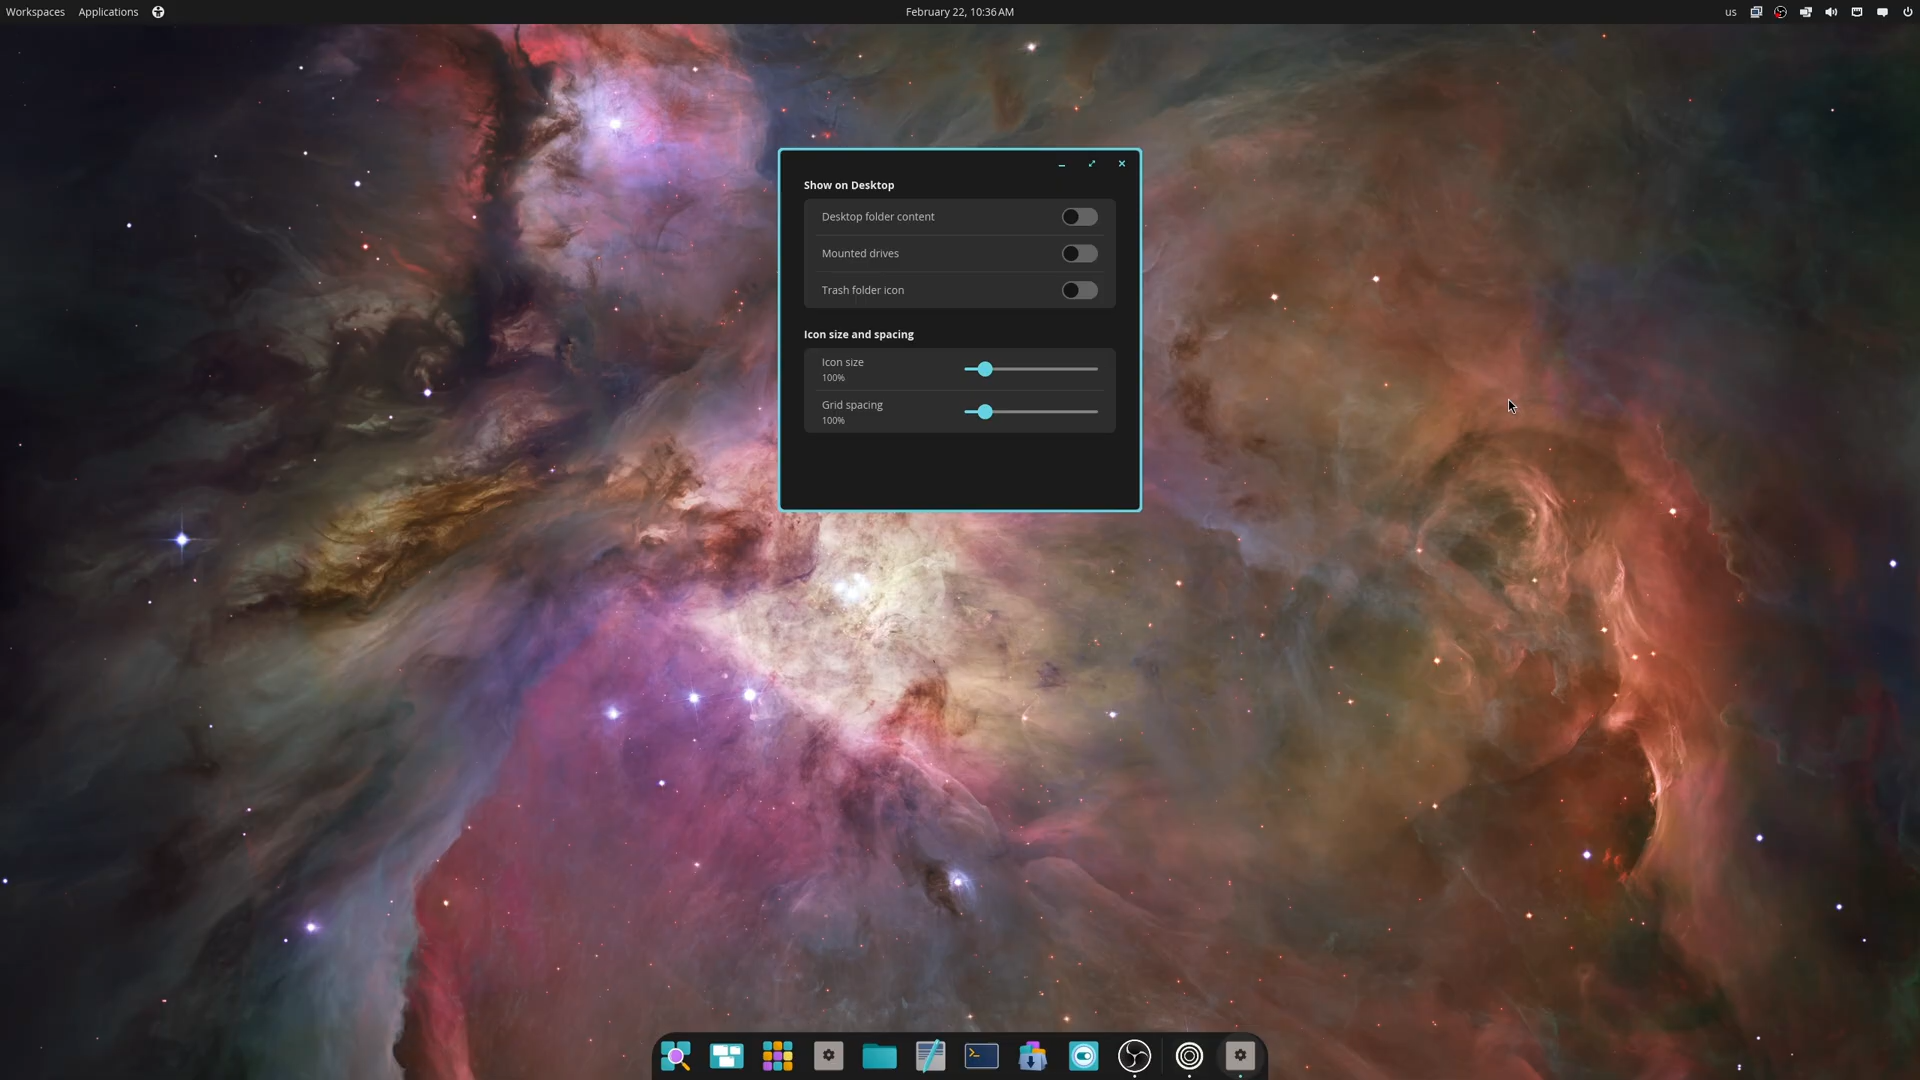 Workspaces Applications February 22, 10:36 AM us
Show on Desktop
Desktop folder content
Mounted drives
Trash folder icon
Icon size and spacing
Icon size
100%
Grid spacing
100%